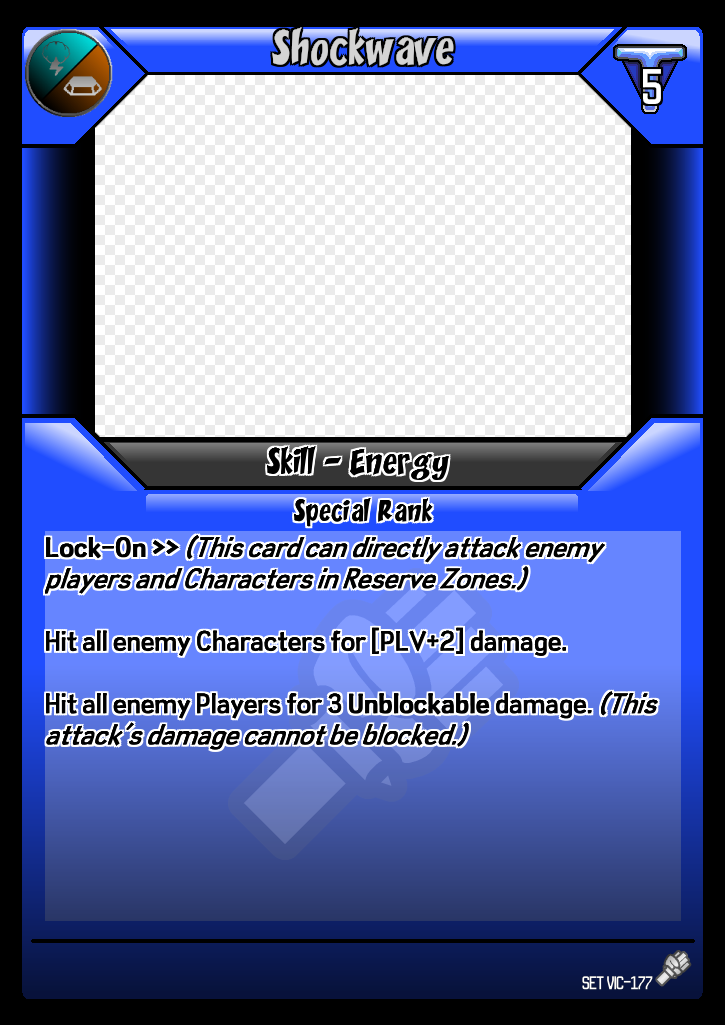 Shockwave
5
Skill - Energy
Special Rank
Lock-On >> (This card can directly attack enemy
players and Characters in Reserve Zones.)
Hit all enemy Characters for [PLV+2] damage.
Hit all enemy Players for 3 Unblockable damage. (This
attack's damage cannot be blocked.)
SET VIC-177